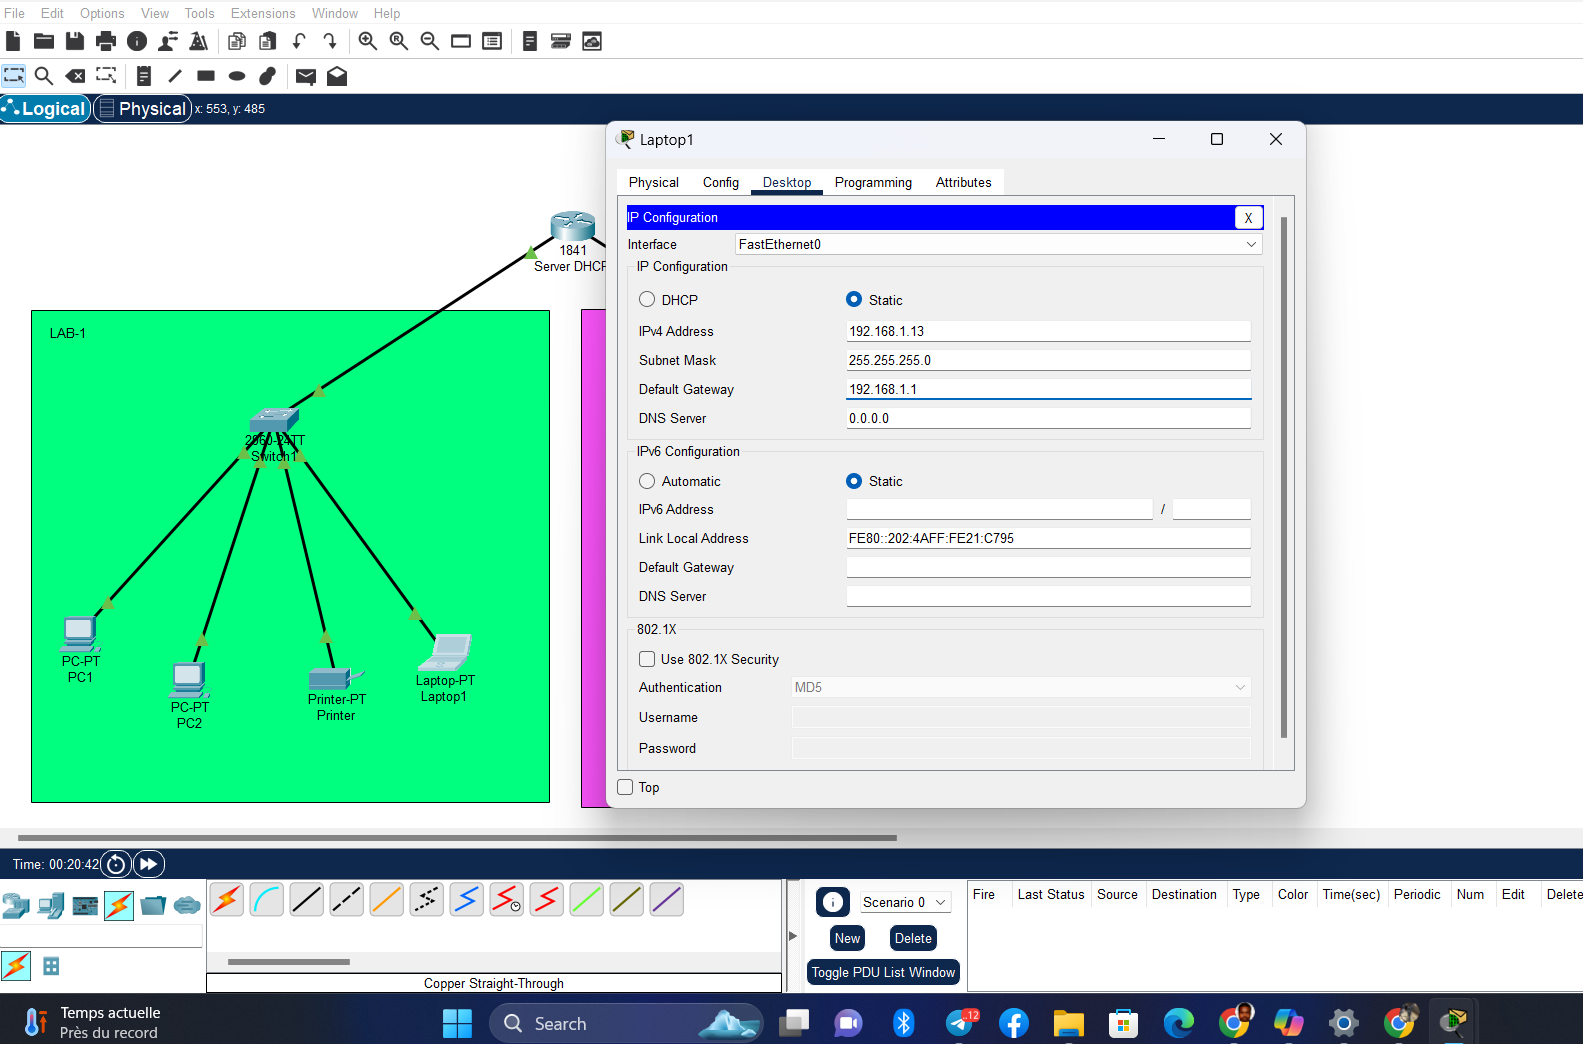 File Edit Options View Tools Extensions Window Help
Logical Physical x: 553, y: 485
Laptop1
Physical Config Desktop Programming Attributes
IP Configuration X
Interface FastEthernet0
IP Configuration
DHCP Static
IPv4 Address 192.168.1.13
Subnet Mask 255.255.255.0
Default Gateway 192.168.1.1
DNS Server 0.0.0.0
IPv6 Configuration
Automatic Static
IPv6 Address /
Link Local Address FE80::202:4AFF:FE21:C795
Default Gateway
DNS Server
802.1X
Use 802.1X Security
Authentication MD5
Username
Password
Top
1841
Server DHCP
LAB-1
2960-24TT
Switch1
PC-PT
PC1
PC-PT
PC2
Printer-PT
Printer
Laptop-PT
Laptop1
Time: 00:20:42
Copper Straight-Through
Scenario 0
New Delete
Toggle PDU List Window
Fire Last Status Source Destination Type Color Time(sec) Periodic Num Edit Delete
Temps actuelle
Près du record
Search
12